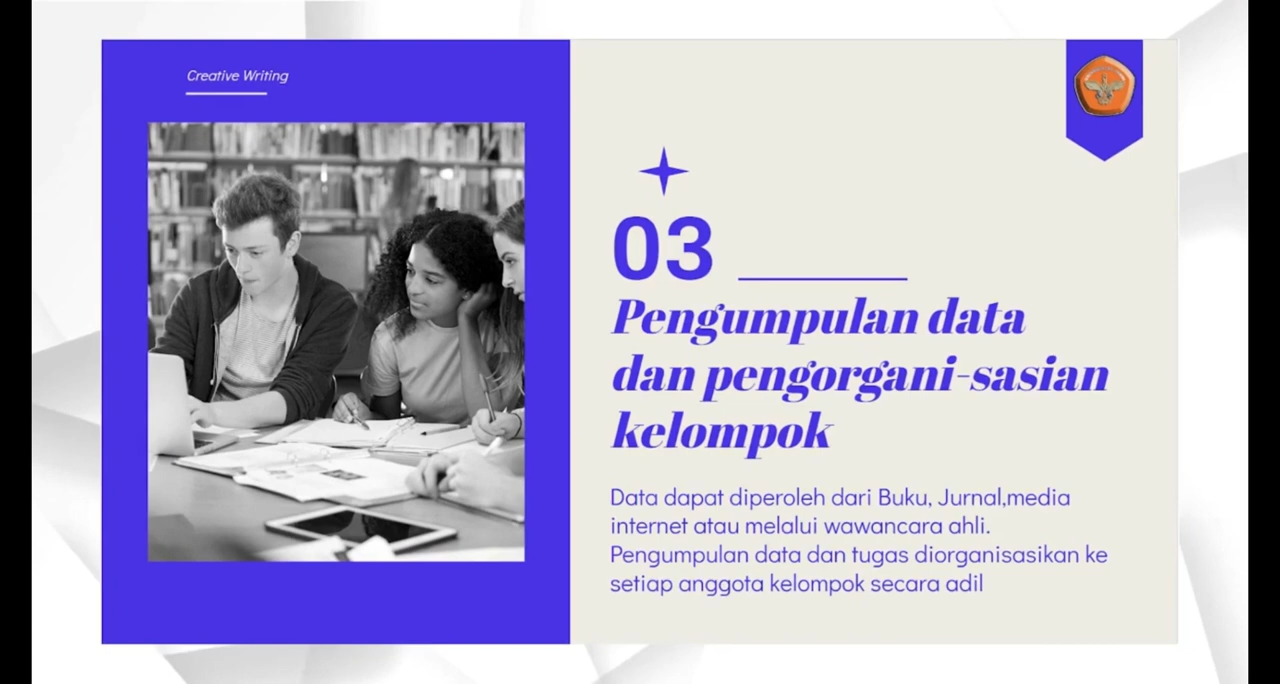 Creative Writing
03
Pengumpulan data
dan pengorgani-sasian
kelompok
Data dapat diperoleh dari Buku, Jurnal,media
internet atau melalui wawancara ahli.
Pengumpulan data dan tugas diorganisasikan ke
setiap anggota kelompok secara adil